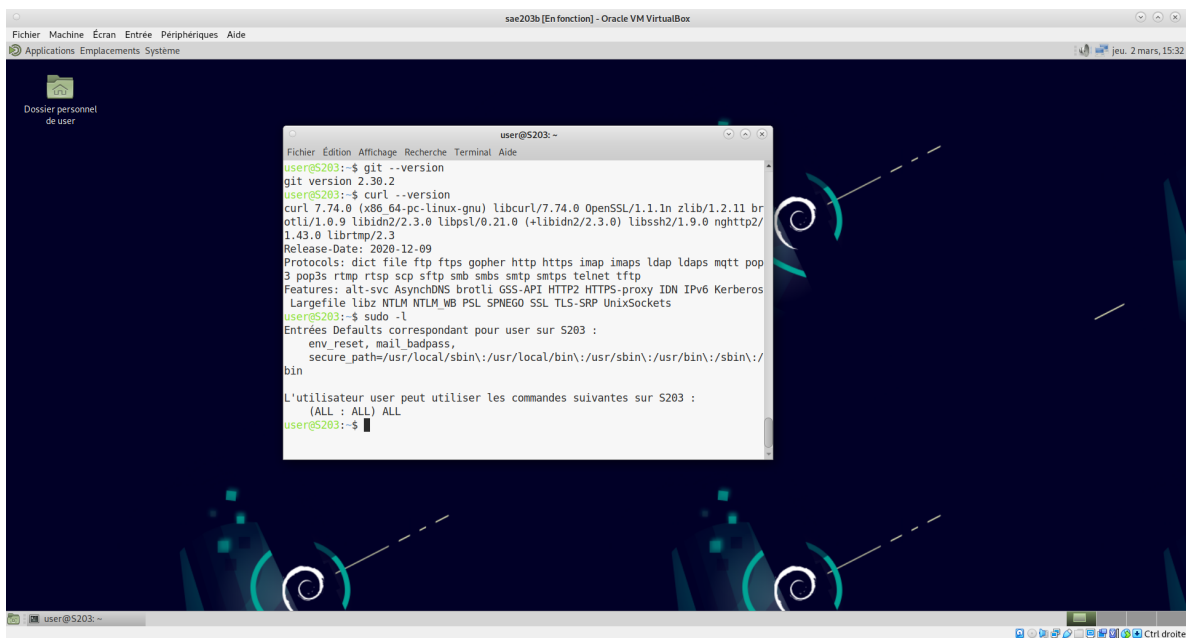 sae203b [En fonction] - Oracle VM VirtualBox
Fichier Machine Écran Entrée Périphériques Aide
Applications Emplacements Système
jeu. 2 mars, 15:32
Dossier personnel
de user
user@S203: ~
Fichier Édition Affichage Recherche Terminal Aide
user@S203:~$ git --version
git version 2.30.2
user@S203:~$ curl --version
curl 7.74.0 (x86_64-pc-linux-gnu) libcurl/7.74.0 OpenSSL/1.1.1n zlib/1.2.11 br
otli/1.0.9 libidn2/2.3.0 libpsl/0.21.0 (+libidn2/2.3.0) libssh2/1.9.0 nghttp2/
1.43.0 librtmp/2.3
Release-Date: 2020-12-09
Protocols: dict file ftp ftps gopher http https imap imaps ldap ldaps mqtt pop
3 pop3s rtmp rtsp scp sftp smb smbs smtp smtps telnet tftp
Features: alt-svc AsynchDNS brotli GSS-API HTTP2 HTTPS-proxy IDN IPv6 Kerberos
 Largefile libz NTLM NTLM_WB PSL SPNEGO SSL TLS-SRP UnixSockets
user@S203:~$ sudo -l
Entrées Defaults correspondant pour user sur S203 :
    env_reset, mail_badpass,
    secure_path=/usr/local/sbin\:/usr/local/bin\:/usr/sbin\:/usr/bin\:/sbin\:/
bin
L'utilisateur user peut utiliser les commandes suivantes sur S203 :
    (ALL : ALL) ALL
user@S203:~$
user@S203: ~
Ctrl droite